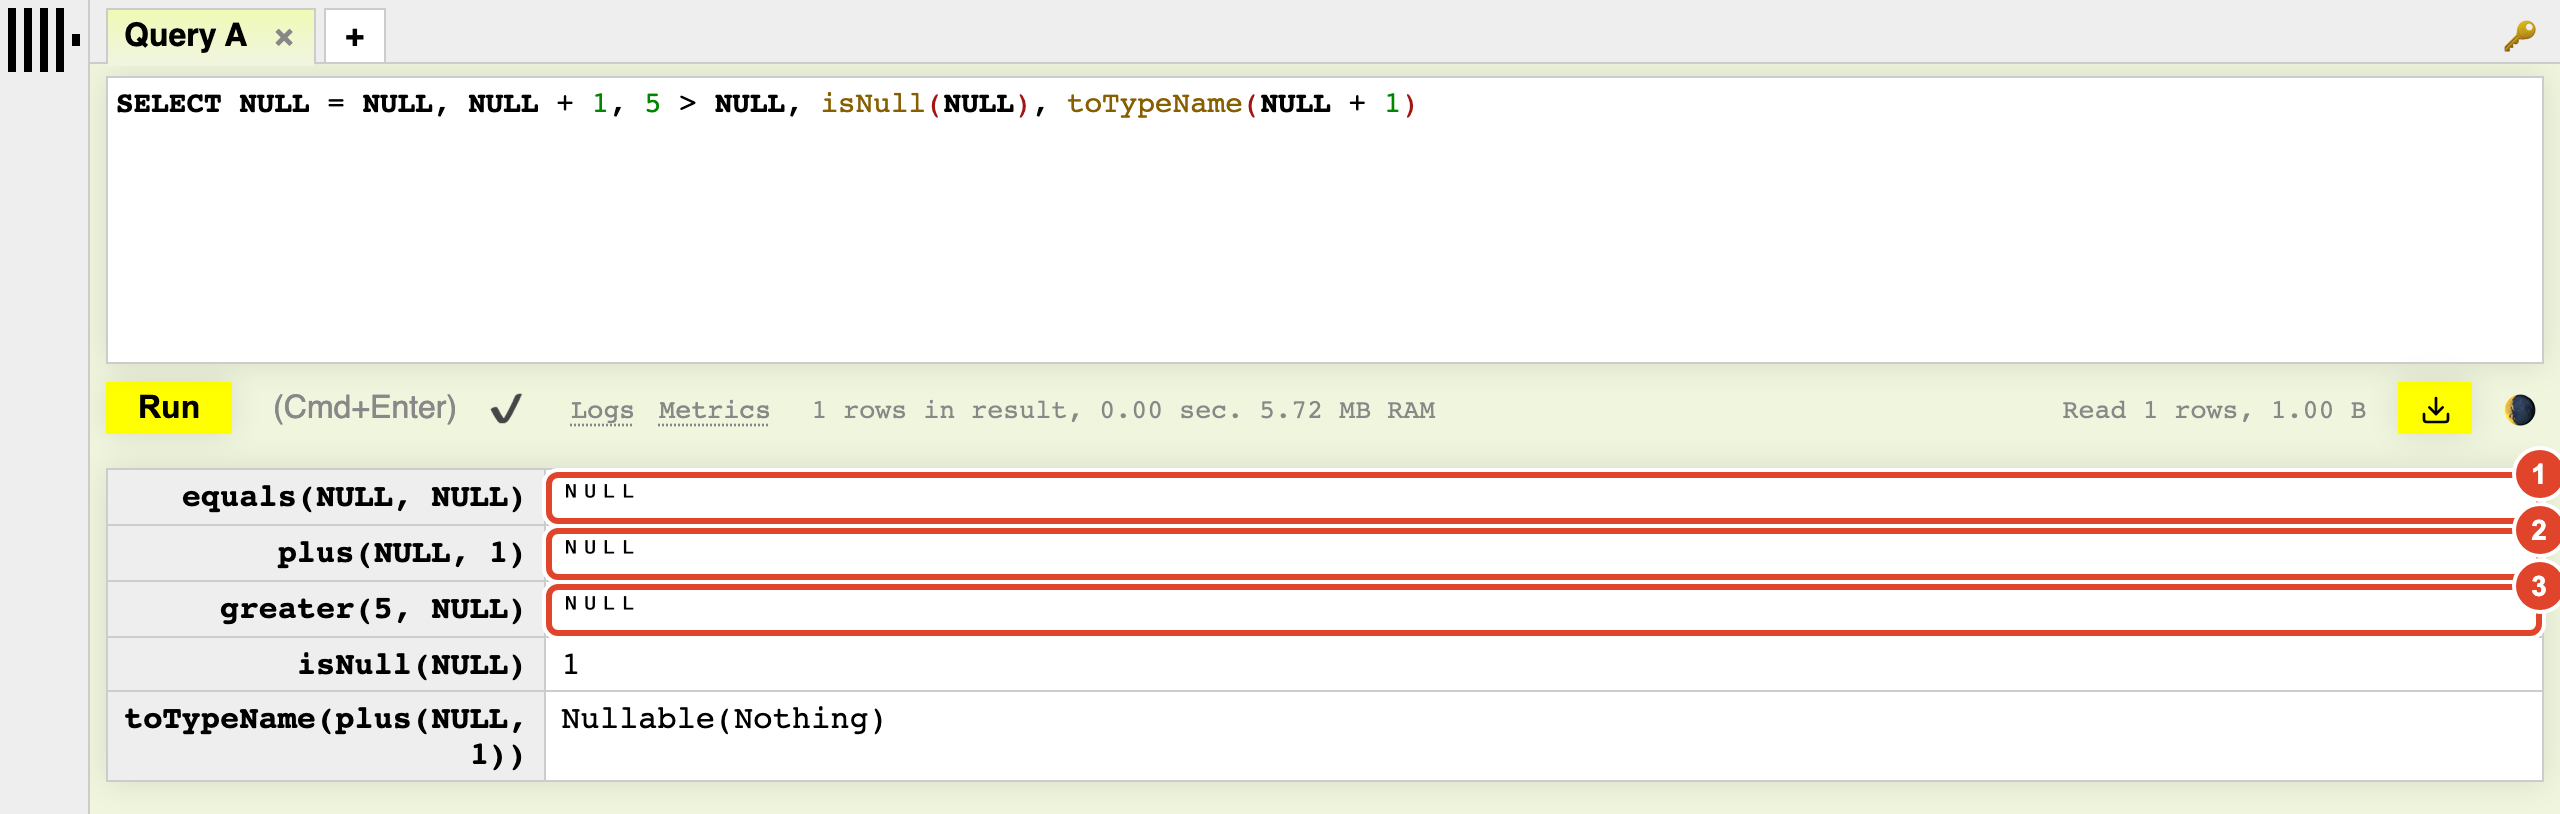 Query A × +
SELECT NULL = NULL, NULL + 1, 5 > NULL, isNull(NULL), toTypeName(NULL + 1)
Run (Cmd+Enter) ✔ Logs Metrics 1 rows in result, 0.00 sec. 5.72 MB RAM Read 1 rows, 1.00 B
equals(NULL, NULL) NULL 1
plus(NULL, 1) NULL 2
greater(5, NULL) NULL 3
isNull(NULL) 1
toTypeName(plus(NULL, Nullable(Nothing)
1))